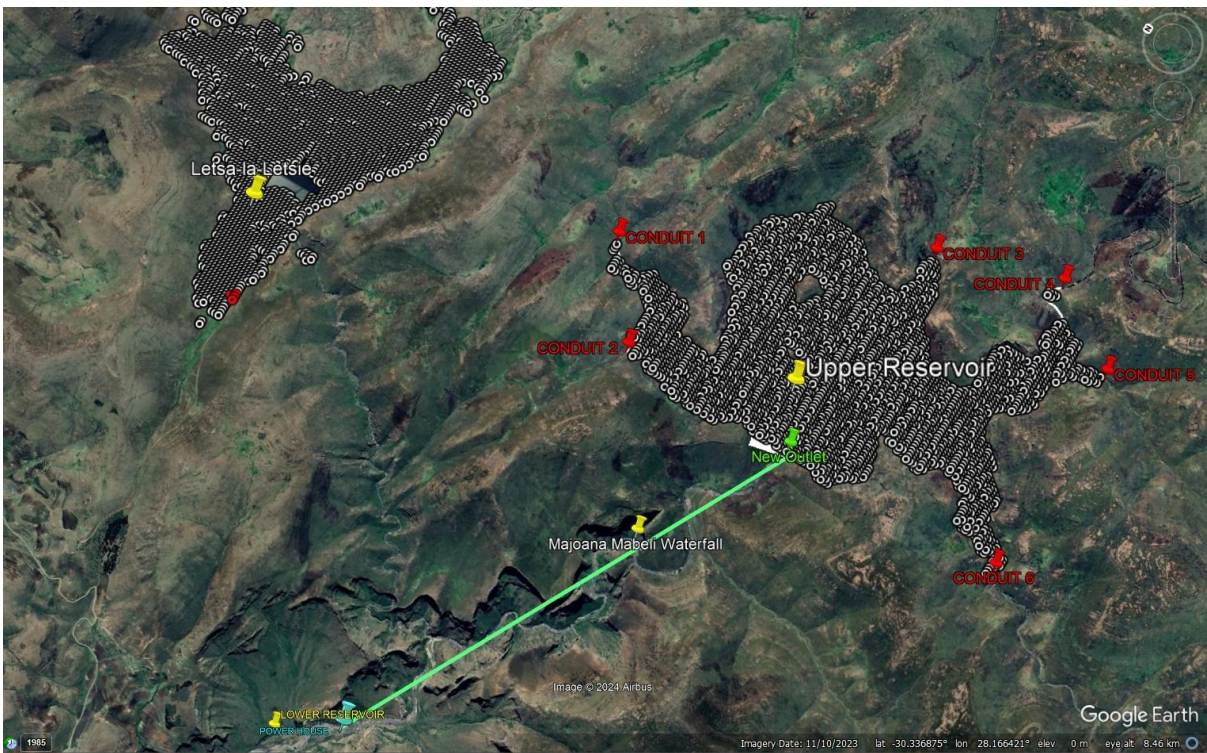 Letsa-la-Letsie
CONDUIT 1
CONDUIT 3
CONDUIT 4
CONDUIT 2
Upper Reservoir
CONDUIT 5
New Outlet
Majoana Mabeli Waterfall
CONDUIT 6
Image © 2024 Airbus
LOWER RESERVOIR
POWER HOUSE
Google Earth
1985
Imagery Date: 11/10/2023 lat -30.336875° lon 28.166421° elev 0 m eye alt 8.46 km